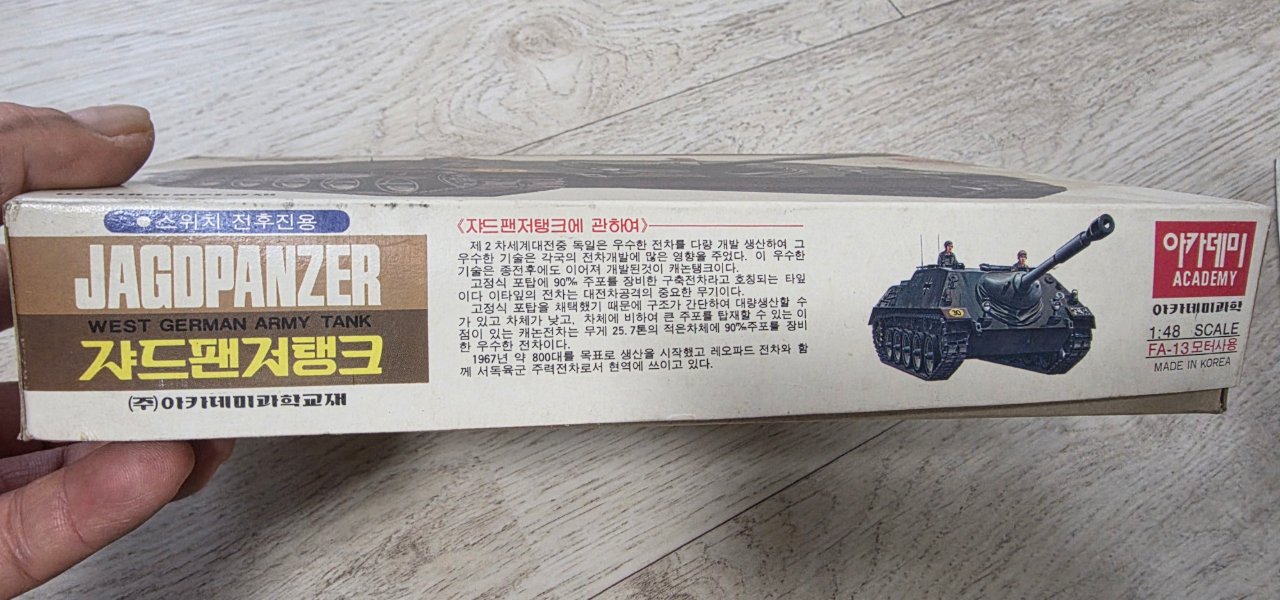 스위치 전후진용
JAGDPANZER
WEST GERMAN ARMY TANK
쟈드팬저탱크
(주)아카데미과학교재
《쟈드팬저탱크에 관하여》
제 2 차세계대전중 독일은 우수한 전차를 다량 개발 생산하여 그
우수한 기술은 각국의 전차개발에 많은 영향을 주었다. 이 우수한
기술은 종전후에도 이어져 개발된것이 캐논탱크이다.
고정식 포탑에 90% 주포를 장비한 구축전차라고 호칭되는 타잎
이다 이타잎의 전차는 대전차공격의 중요한 무기이다.
고정식 포탑을 채택했기 때문에 구조가 간단하여 대량생산할 수
가 있고 차체가 낮고, 차체에 비하여 큰 주포를 탑재할 수 있는 이
점이 있는 캐논전차는 무게 25.7톤의 적은차체에 90%주포를 장비
한 우수한 전차이다.
1967년 약 800대를 목표로 생산을 시작했고 레오파드 전차와 함
께 서독육군 주력전차로서 현역에 쓰이고 있다.
30
아카데미
ACADEMY
아카데미과학
1:48 SCALE
FA-13 모터사용
MADE IN KOREA